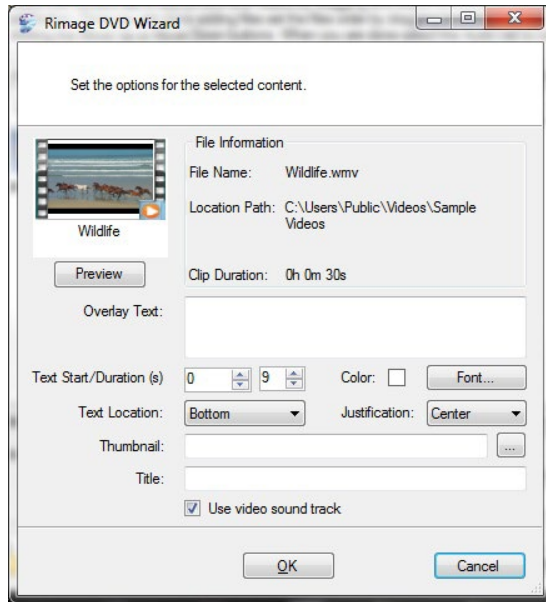 Rimage DVD Wizard
Set the options for the selected content.
File Information
File Name: Wildlife.wmv
Location Path: C:\Users\Public\Videos\Sample
Videos
Wildlife
Preview
Clip Duration: 0h 0m 30s
Overlay Text:
Text Start/Duration (s) 0 9 Color: Font...
Text Location: Bottom Justification: Center
Thumbnail: ...
Title:
Use video sound track
OK Cancel